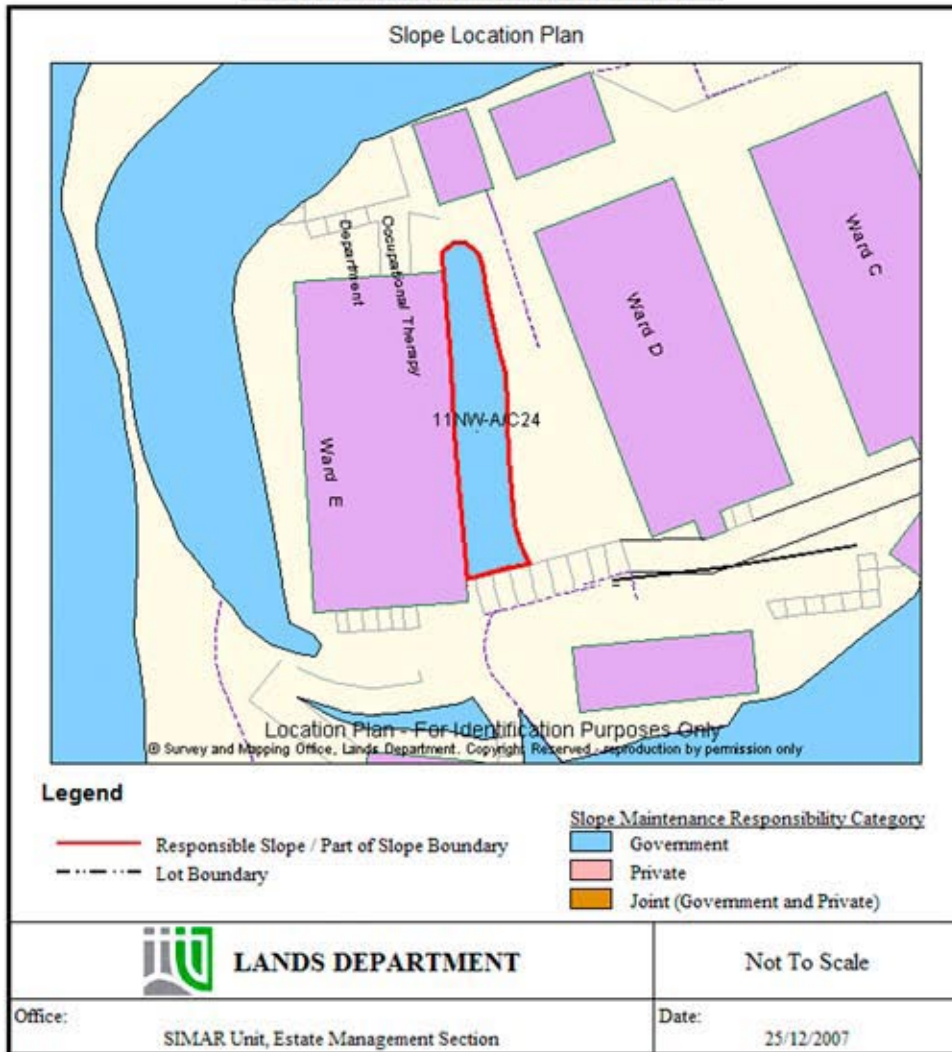 Slope Location Plan
Occupational Therapy
Department
Ward C
Ward D
11NW-A/C24
Ward E
Location Plan - For Identification Purposes Only
© Survey and Mapping Office, Lands Department. Copyright Reserved - reproduction by permission only
Legend
Responsible Slope / Part of Slope Boundary
Lot Boundary
Slope Maintenance Responsibility Category
Government
Private
Joint (Government and Private)
LANDS DEPARTMENT
Not To Scale
Office:
SIMAR Unit, Estate Management Section
Date:
25/12/2007